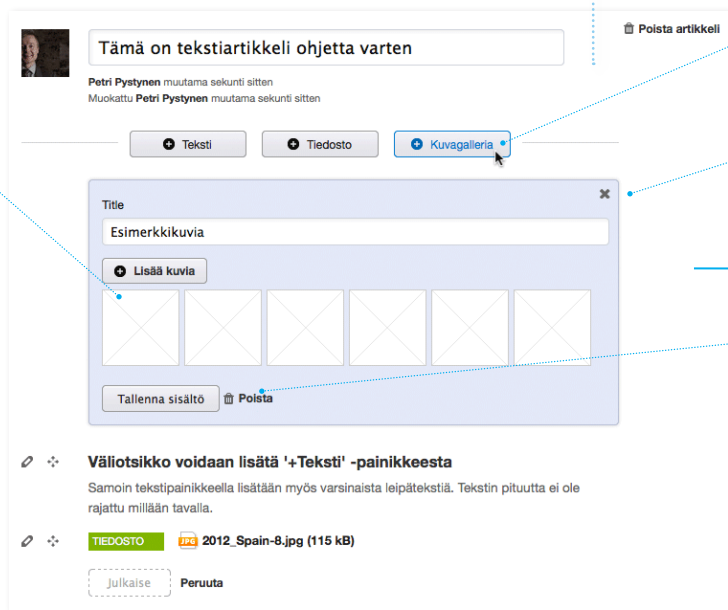 Poista artikkeli
Tämä on tekstiartikkeli ohjetta varten
Petri Pystynen muutama sekunti sitten
Muokattu Petri Pystynen muutama sekunti sitten
Teksti
Tiedosto
Kuvagalleria
Title
Esimerkkikuvia
Lisää kuvia
Tallenna sisältö
Poista
Väliotsikko voidaan lisätä '+Teksti' -painikkeesta
Samoin tekstipainikkeella lisätään myös varsinaista leipätekstiä. Tekstin pituutta ei ole
rajattu millään tavalla.
TIEDOSTO JPG 2012_Spain-8.jpg (115 kB)
Julkaise Peruuta